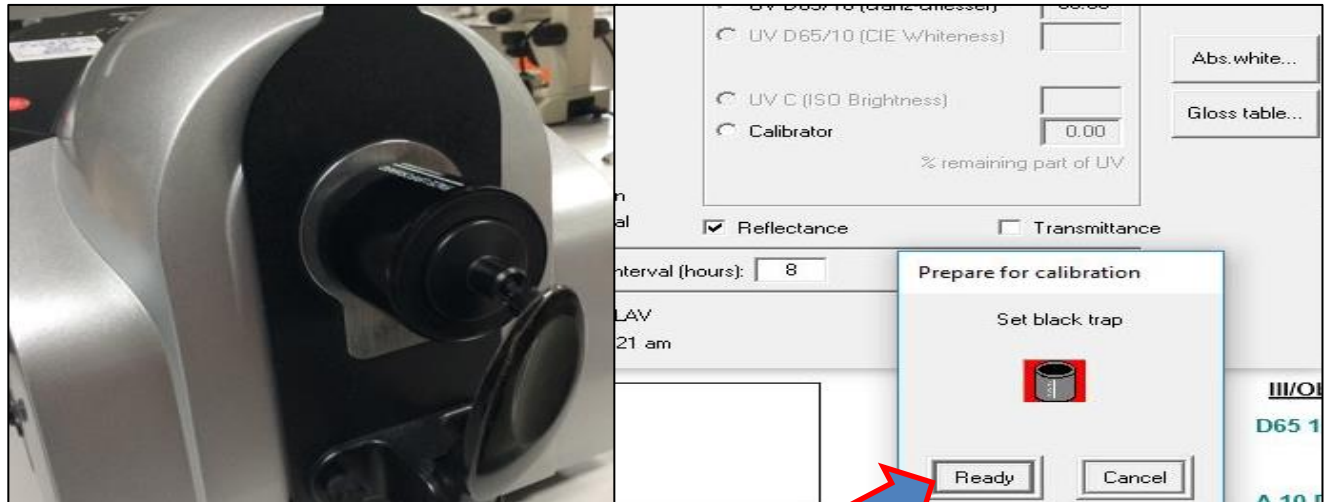 UV D65/10 (CIE Whiteness)
Abs.white...
UV C (ISO Brightness)
Gloss table...
Calibrator 0.00
% remaining part of UV
Reflectance Transmittance
nterval (hours): 8
Prepare for calibration
LAV
Set black trap
21 am
III/O
D65 1
Ready Cancel